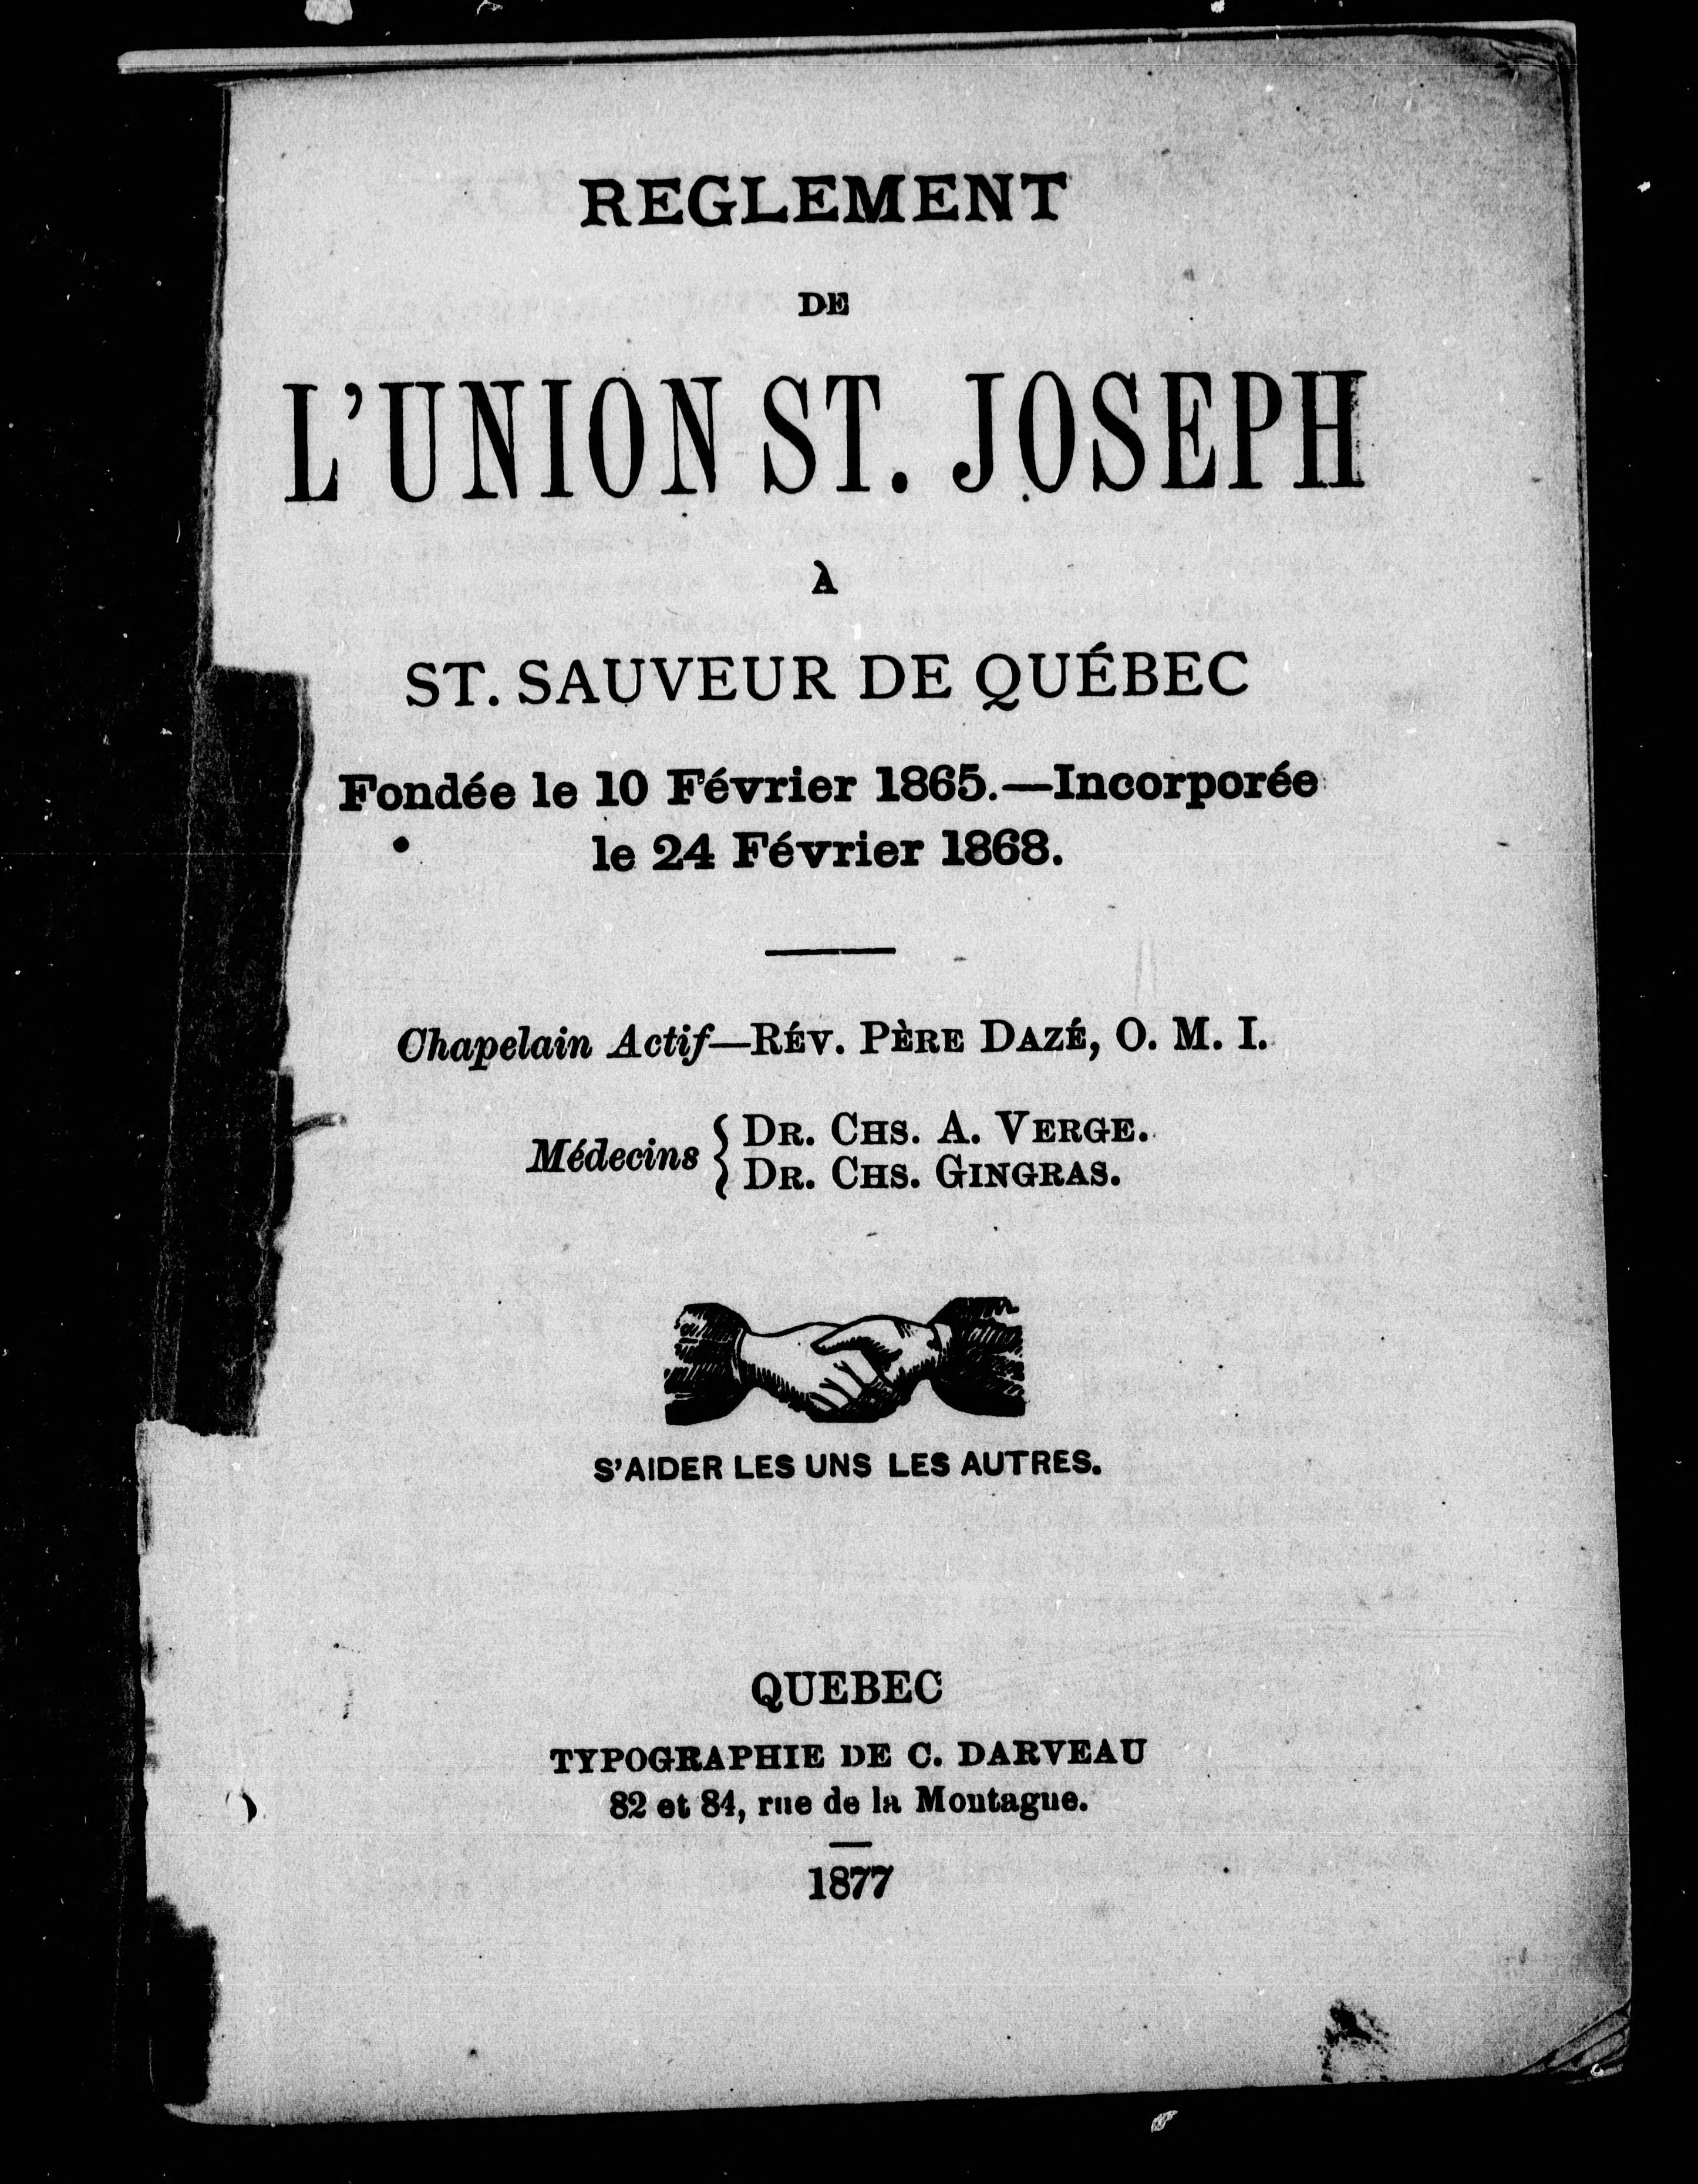 REGLEMENT
DE
L'UNION ST. JOSEPH
À
ST. SAUVEUR DE QUÉBEC
Fondée le 10 Février 1865.—Incorporée
le 24 Février 1868.
Chapelain Actif—RÉV. PÈRE DAZÉ, O. M. I.
Médecins { DR. CHS. A. VERGE.
DR. CHS. GINGRAS.
S'AIDER LES UNS LES AUTRES.
QUEBEC
TYPOGRAPHIE DE C. DARVEAU
82 et 84, rue de la Montagne.
1877